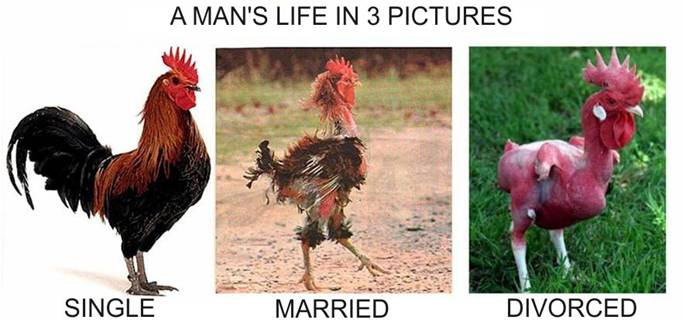 A MAN'S LIFE IN 3 PICTURES
SINGLE
MARRIED
DIVORCED